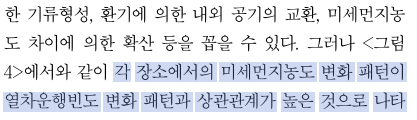 한 기류형성, 환기에 의한 내외 공기의 교환, 미세먼지농
도 차이에 의한 확산 등을 꼽을 수 있다. 그러나 <그림
4>에서와 같이 각 장소에서의 미세먼지농도 변화 패턴이
열차운행빈도 변화 패턴과 상관관계가 높은 것으로 나타